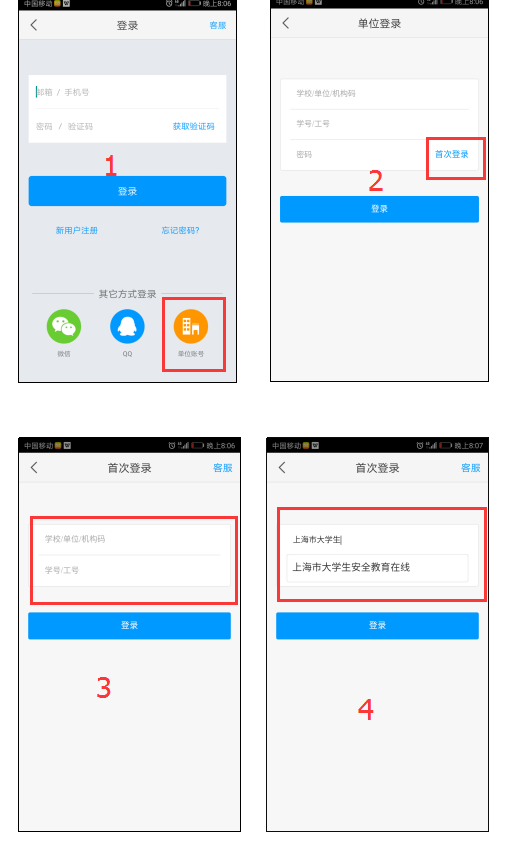 中国移动 晚上8:06
登录 客服
邮箱 / 手机号
密码 / 验证码 获取验证码
1
登录
新用户注册 忘记密码?
其它方式登录
微信 QQ 单位账号
中国移动 晚上8:06
单位登录
学校/单位/机构码
学号/工号
密码 首次登录
2
登录
中国移动 晚上8:06
首次登录 客服
学校/单位/机构码
学号/工号
登录
3
中国移动 晚上8:07
首次登录 客服
上海市大学生
上海市大学生安全教育在线
登录
4